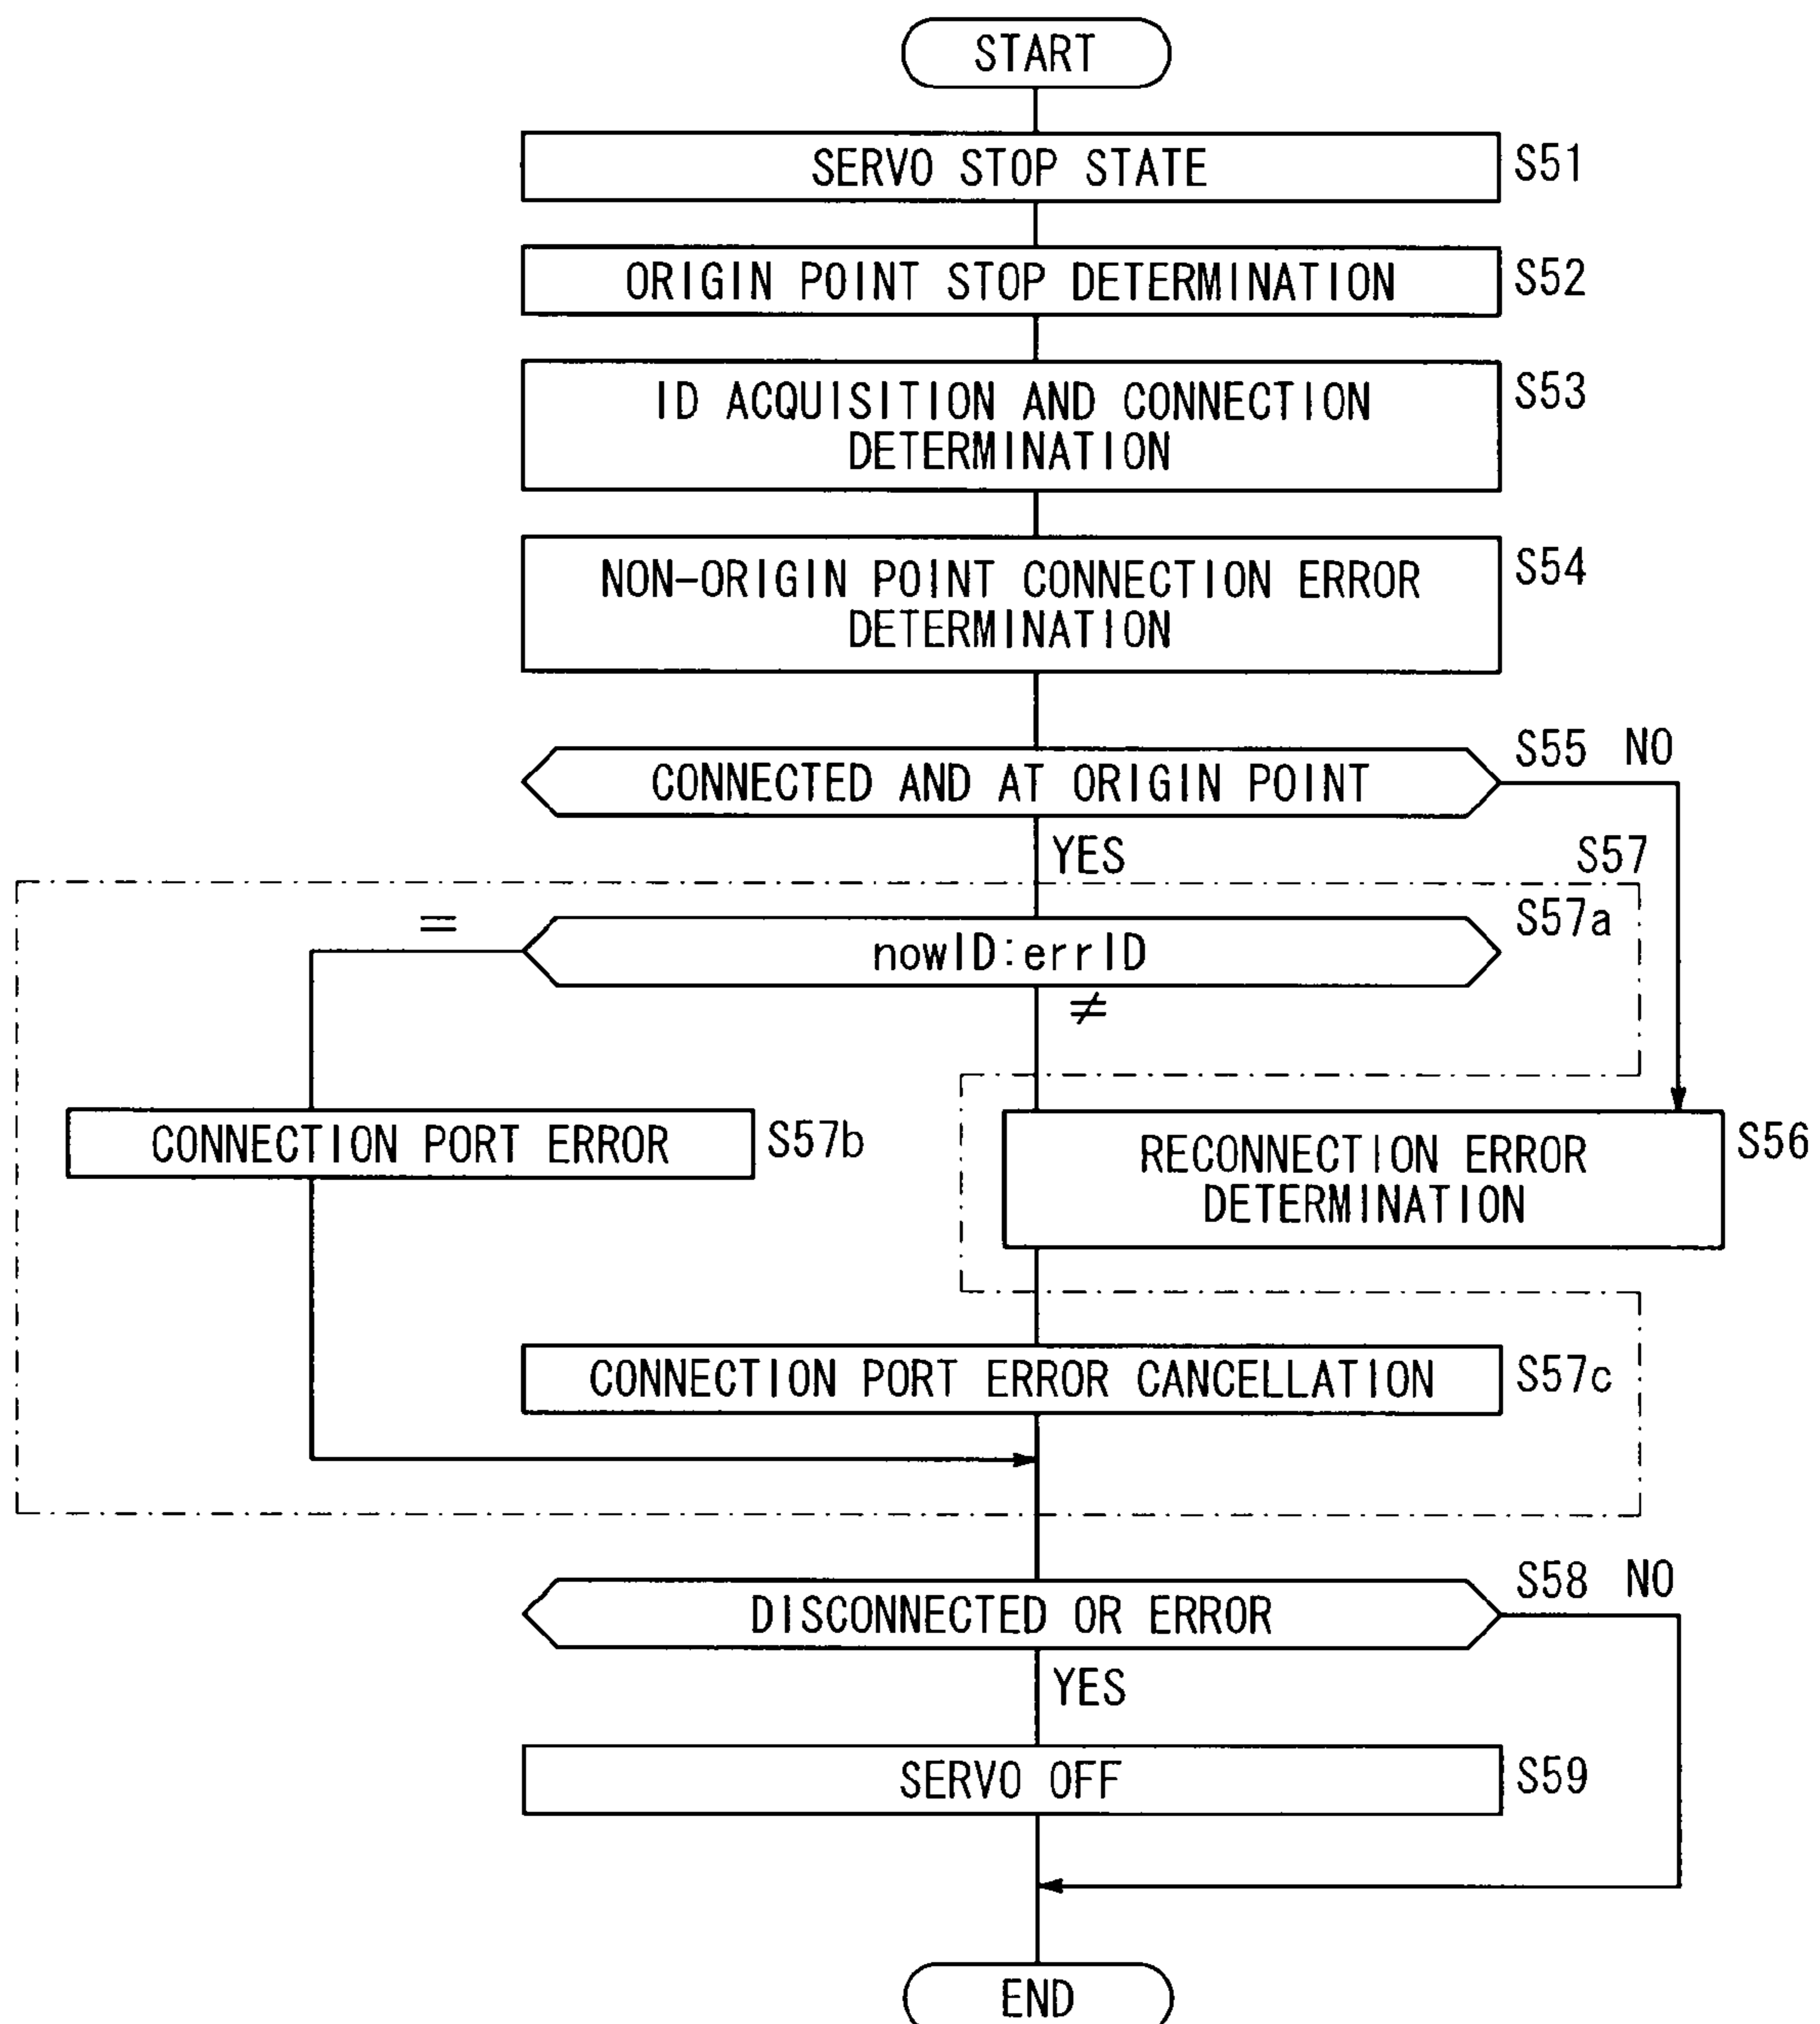 START
SERVO STOP STATE
S51
ORIGIN POINT STOP DETERMINATION
S52
ID ACQUISITION AND CONNECTION
DETERMINATION
S53
NON-ORIGIN POINT CONNECTION ERROR
DETERMINATION
S54
CONNECTED AND AT ORIGIN POINT
S55 NO
YES
S57
=
nowID:errID
S57a
≠
CONNECTION PORT ERROR
S57b
RECONNECTION ERROR
DETERMINATION
S56
CONNECTION PORT ERROR CANCELLATION
S57c
DISCONNECTED OR ERROR
S58 NO
YES
SERVO OFF
S59
END